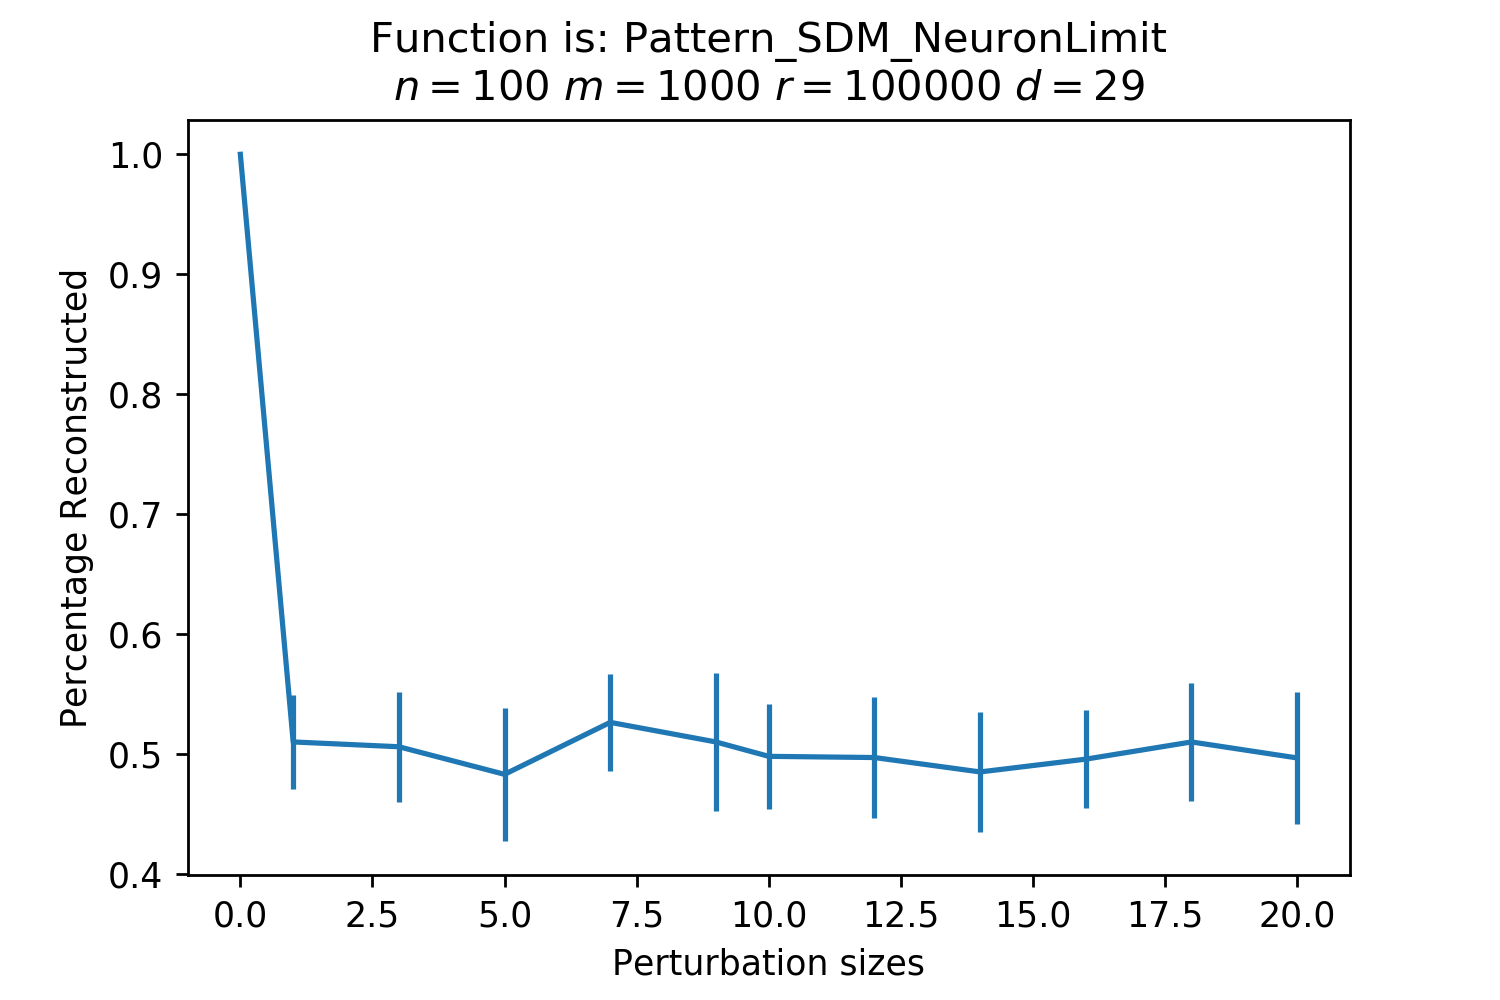 Function is: Pattern_SDM_NeuronLimit
n = 100 m = 1000 r = 100000 d = 29
Percentage Reconstructed
1.0
0.9
0.8
0.7
0.6
0.5
0.4
0.0 2.5 5.0 7.5 10.0 12.5 15.0 17.5 20.0
Perturbation sizes